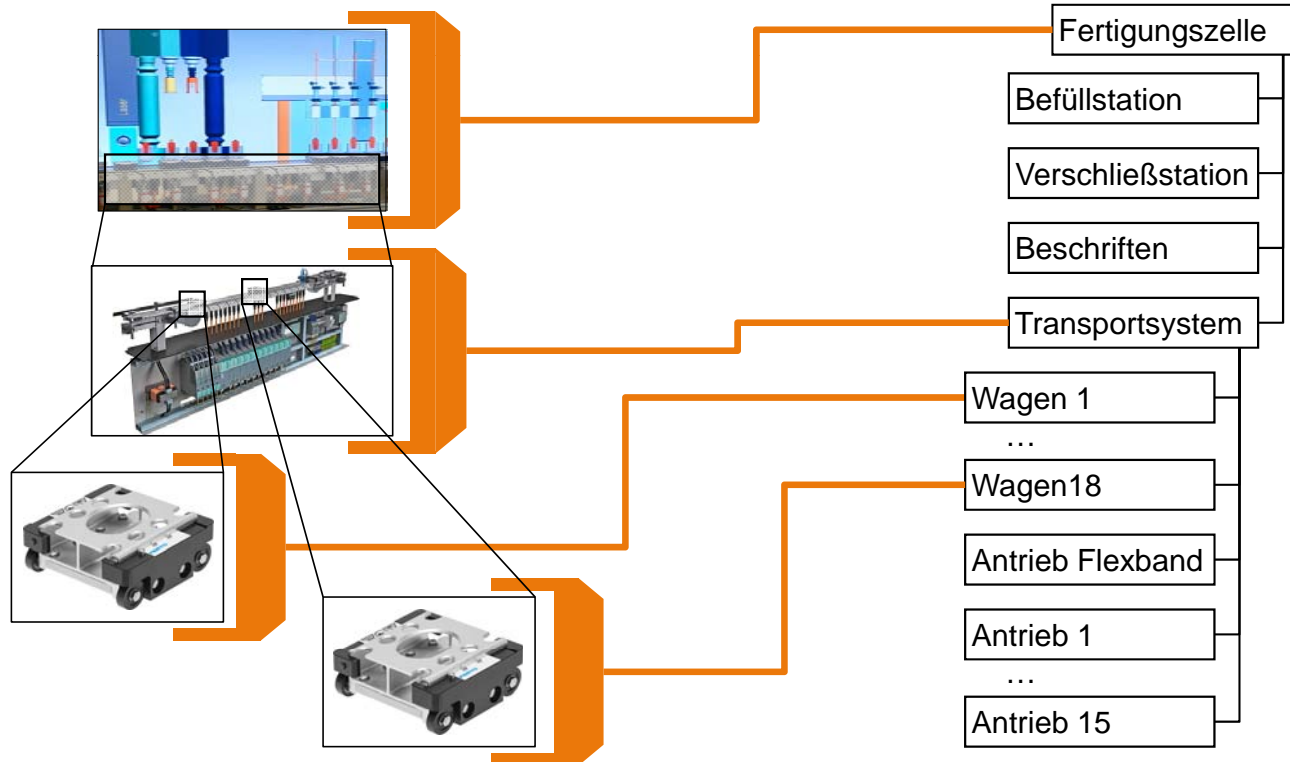 Fertigungszelle
Befüllstation
Verschließstation
Beschriften
Transportsystem
Wagen 1
…
Wagen18
Antrieb Flexband
Antrieb 1
…
Antrieb 15